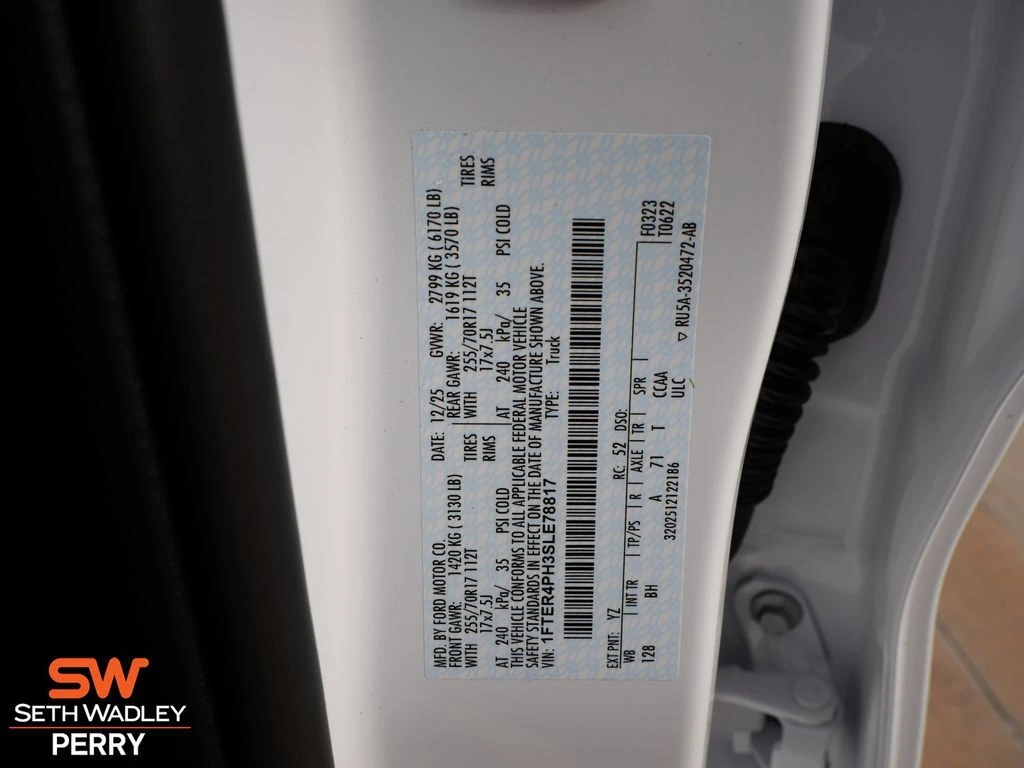 MFD. BY FORD MOTOR CO. DATE: 12/25 GVWR: 2799 KG ( 6170 LB)
FRONT GAWR: 1420 KG ( 3130 LB) REAR GAWR: 1619 KG ( 3570 LB)
WITH 255/70R17 112T TIRES WITH 255/70R17 112T TIRES
17x7.5J RIMS 17x7.5J RIMS
AT 240 kPa/ 35 PSI COLD AT 240 kPa/ 35 PSI COLD
THIS VEHICLE CONFORMS TO ALL APPLICABLE FEDERAL MOTOR VEHICLE
SAFETY STANDARDS IN EFFECT ON THE DATE OF MANUFACTURE SHOWN ABOVE.
VIN: 1FTER4PH3SLE78817 TYPE: Truck
EXT PNT: YZ RC: 52 DSO: F0323
WB INT TR TP/PS R AXLE TR SPR T0622
128 BH A 71 T CCAA
3202512122186 ULC
▽ RU5A-3520472-AB
SW
SETH WADLEY
PERRY